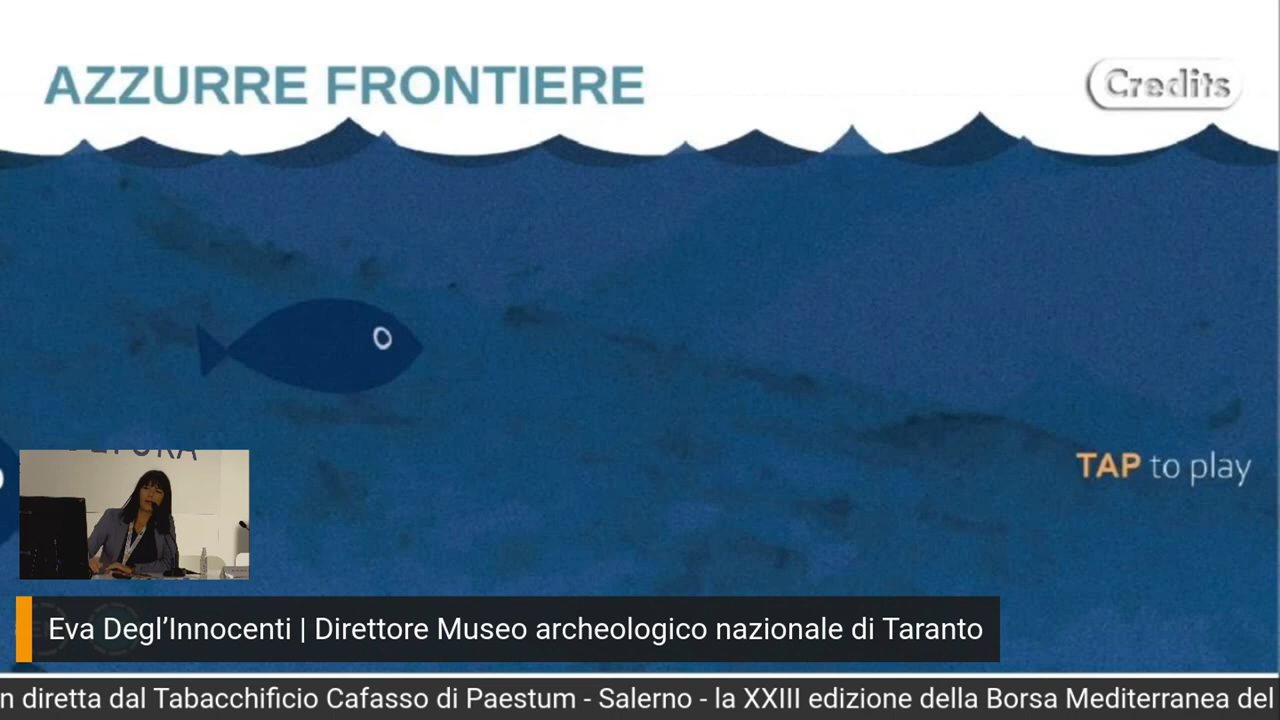 AZZURRE FRONTIERE
Credits
TAP to play
Eva Degl’Innocenti | Direttore Museo archeologico nazionale di Taranto
n diretta dal Tabacchificio Cafasso di Paestum - Salerno - la XXIII edizione della Borsa Mediterranea del